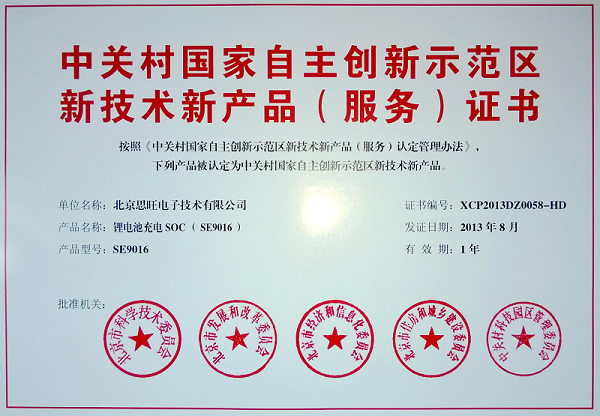 中关村国家自主创新示范区
新技术新产品（服务）证书
按照《中关村国家自主创新示范区新技术新产品（服务）认定管理办法》，
下列产品被认定为中关村国家自主创新示范区新技术新产品。
单位名称：北京思旺电子技术有限公司
证书编号：XCP2013DZ0058-HD
产品名称：锂电池充电SOC（SE9016）
发证日期：2013 年 8 月
产品型号：SE9016
有 效 期：1 年
批准机关：
北京市科学技术委员会
北京市发展和改革委员会
北京市经济和信息化委员会
北京市住房和城乡建设委员会
中关村科技园区管理委员会